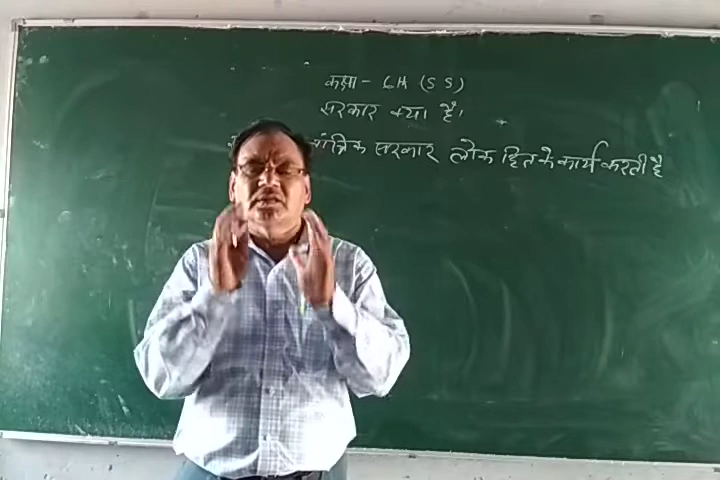 कक्षा - 6th (S S)
सरकार क्या है।
सरकार लोक हित के कार्य करती है